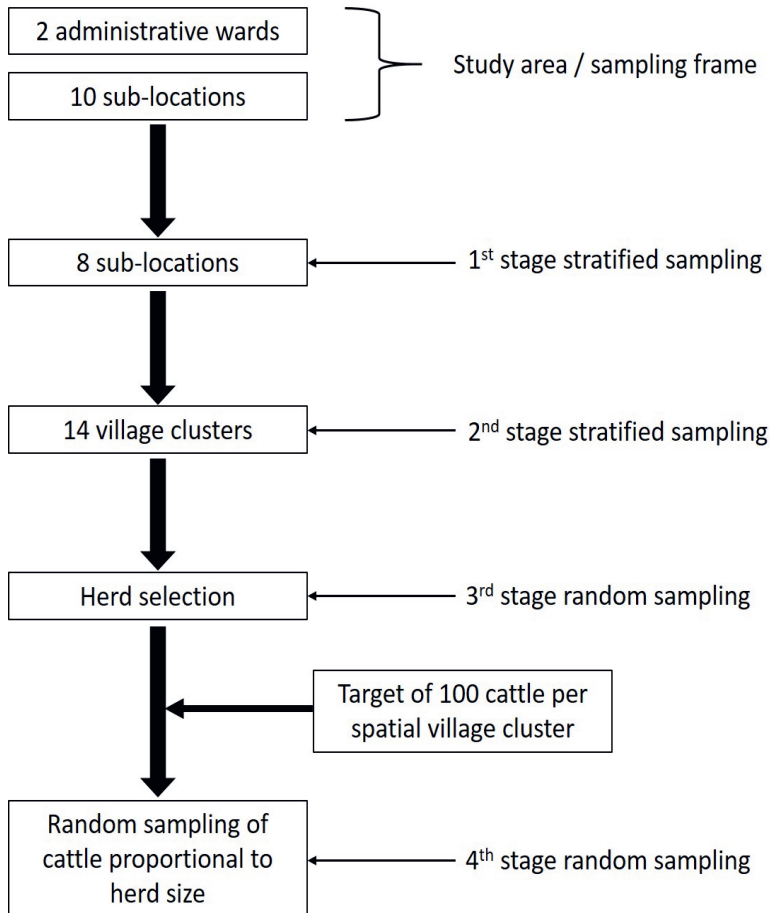 2 administrative wards
Study area / sampling frame
10 sub-locations
8 sub-locations
1st stage stratified sampling
14 village clusters
2nd stage stratified sampling
Herd selection
3rd stage random sampling
Target of 100 cattle per
spatial village cluster
Random sampling of
cattle proportional to
herd size
4th stage random sampling